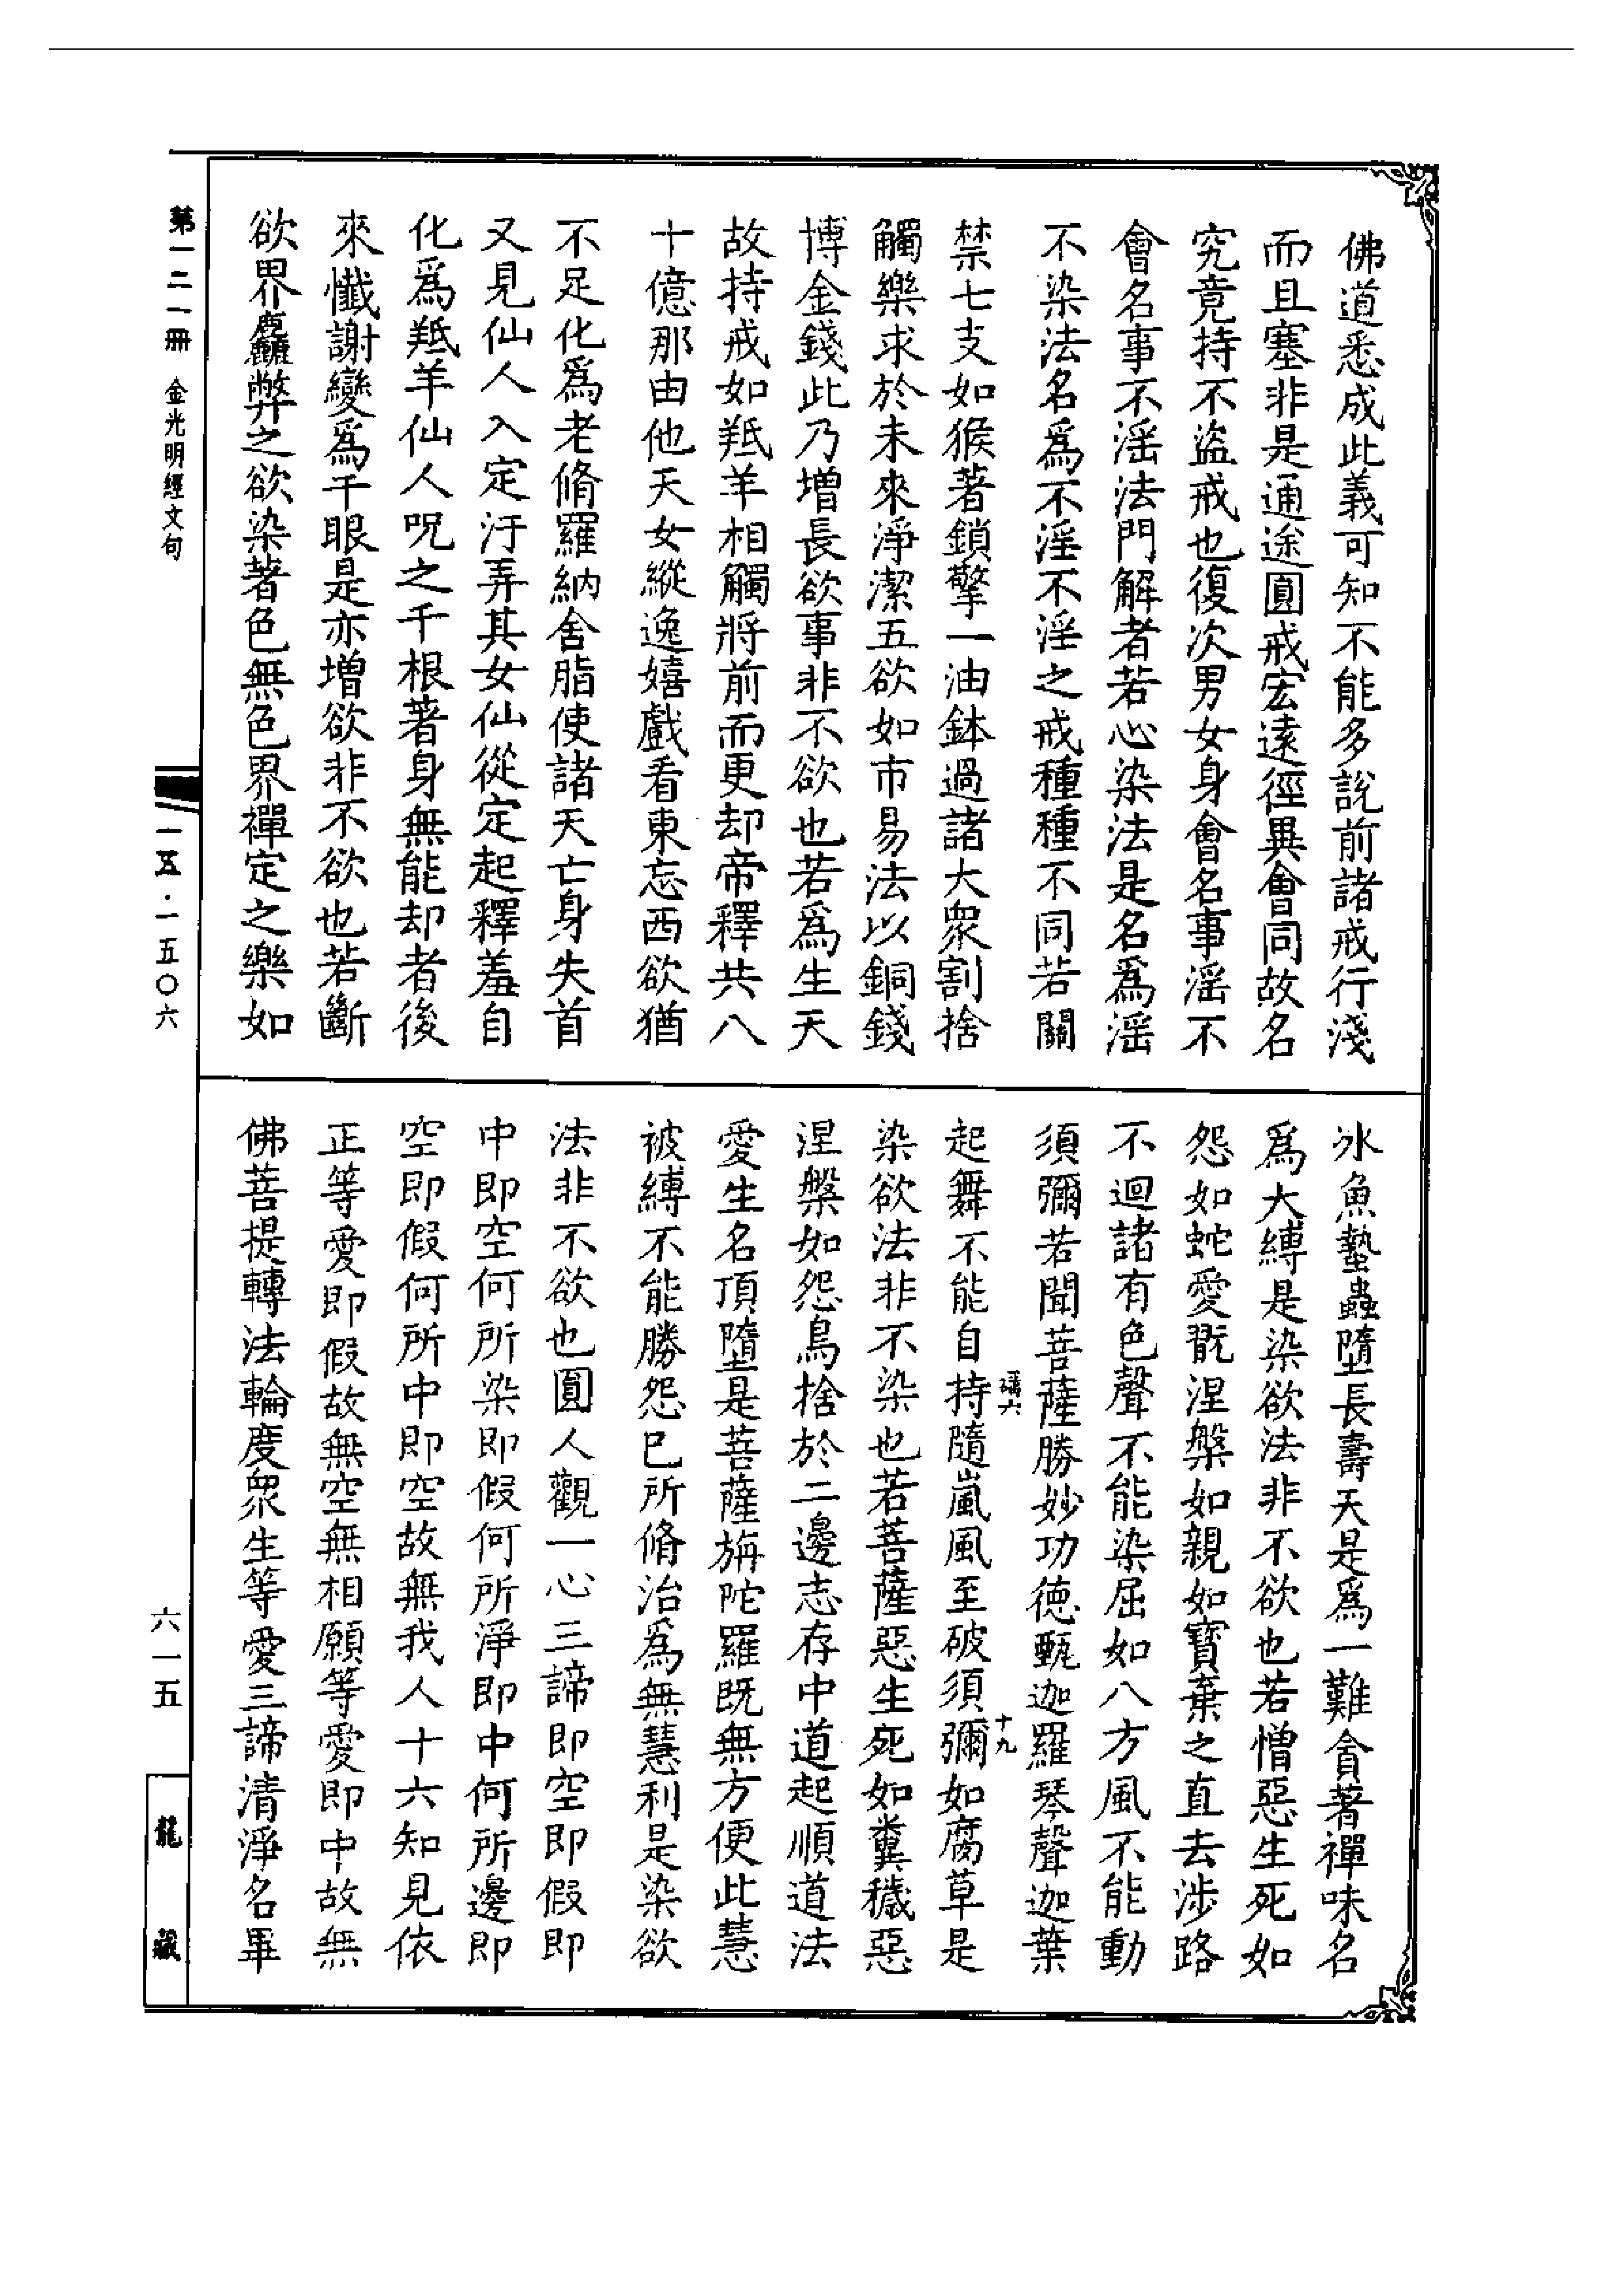 佛道悉成此義可知不能多說前諸戒行淺
而且塞非是通途圓戒宏遠徑異會同故名
究竟持不盜戒也復次男女身會名事滛不
會名事不滛法門解者若心染法是名為滛
不染法名爲不淫不淫之戒種種不同若關
禁七支如猴著鎖擎一油鉢過諸大衆割捨
觸樂求於未來淨潔五欲如市易法以銅錢
博金錢此乃增長欲事非不欲也若爲生天
故持戒如羝羊相觸將前而更却帝釋共八
十億那由他天女縱逸嬉戲看東忘西欲猶
不足化爲老脩羅納舍脂使諸天亡身失首
又見仙人入定汙弄其女仙從定起釋羞自
化爲羝羊仙人呪之千根著身無能却者後
來懺謝變爲千眼是亦增欲非不欲也若斷
欲界麤弊之欲染著色無色界禪定之樂如
冰魚蟄蟲墮長壽天是爲一難貪著禪味名
爲大縛是染欲法非不欲也若憎惡生死如
怨如蛇愛翫涅槃如親如寶棄之直去涉路
不迴諸有色聲不能染屈如八方風不能動
須彌若聞菩薩勝妙功德甄迦羅琴聲迦葉
起舞不能自持隨嵐風至破須彌如腐草是
染欲法非不染也若菩薩惡生死如糞穢惡
涅槃如怨鳥捨於二邊志存中道起順道法
愛生名頂墮是菩薩旃陀羅既無方便此慧
被縛不能勝怨已所脩治爲無慧利是染欲
法非不欲也圓人觀一心三諦即空即假即
中即空何所染即假何所淨即中何所邊即
空即假何所中即空故無我人十六知見依
正等愛即假故無空無相願等愛即中故無
佛菩提轉法輪度衆生等愛三諦清淨名畢
講六
十九
第一二一冊 金光明經文句
一五·一五〇六
六一五
龍藏